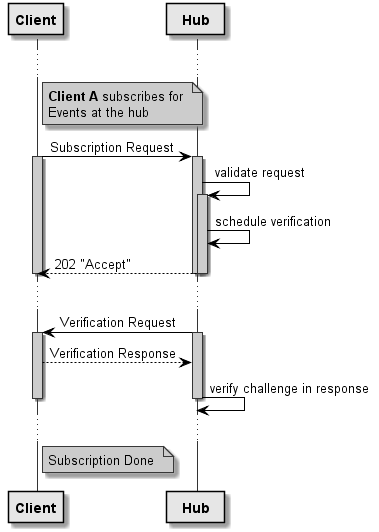 Client
Hub
Client A subscribes for
Events at the hub
Subscription Request
validate request
schedule verification
202 "Accept"
Verification Request
Verification Response
verify challenge in response
Subscription Done
Client
Hub